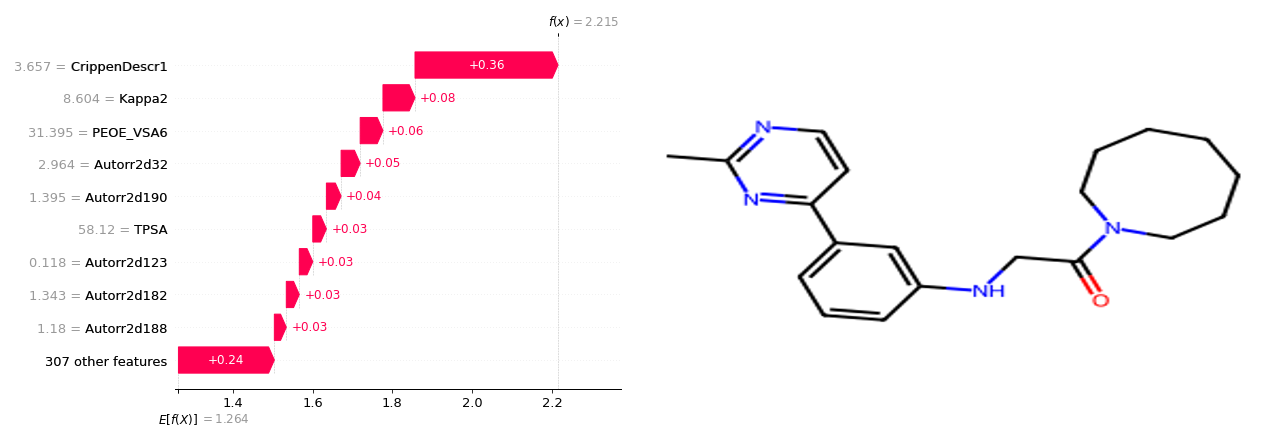 f(x) = 2.215
3.657 = CrippenDescr1
+0.36
8.604 = Kappa2
+0.08
31.395 = PEOE_VSA6
+0.06
2.964 = Autorr2d32
+0.05
1.395 = Autorr2d190
+0.04
58.12 = TPSA
+0.03
0.118 = Autorr2d123
+0.03
1.343 = Autorr2d182
+0.03
1.18 = Autorr2d188
+0.03
307 other features
+0.24
1.4 1.6 1.8 2.0 2.2
E[f(X)] = 1.264
N
N
N
NH
O